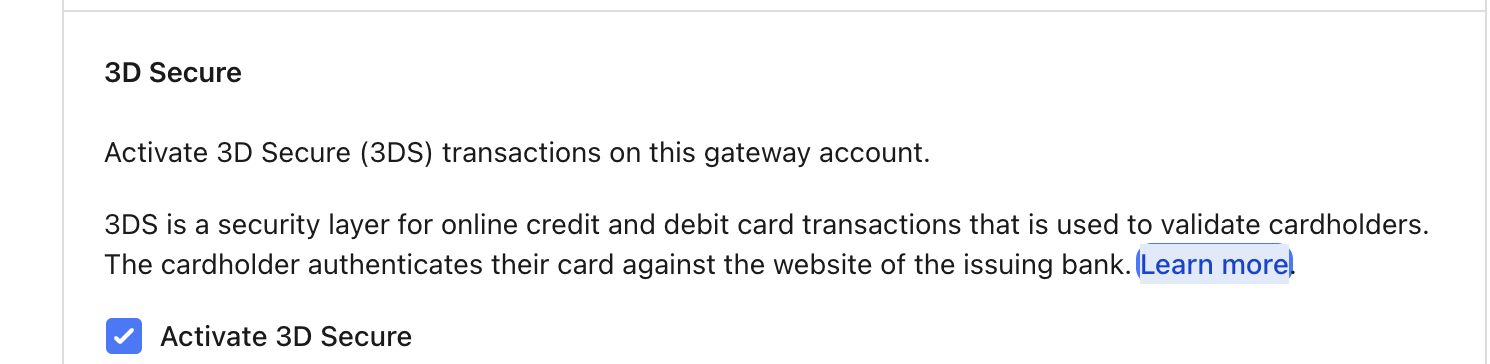 3D Secure
Activate 3D Secure (3DS) transactions on this gateway account.
3DS is a security layer for online credit and debit card transactions that is used to validate cardholders.
The cardholder authenticates their card against the website of the issuing bank. Learn more.
Activate 3D Secure